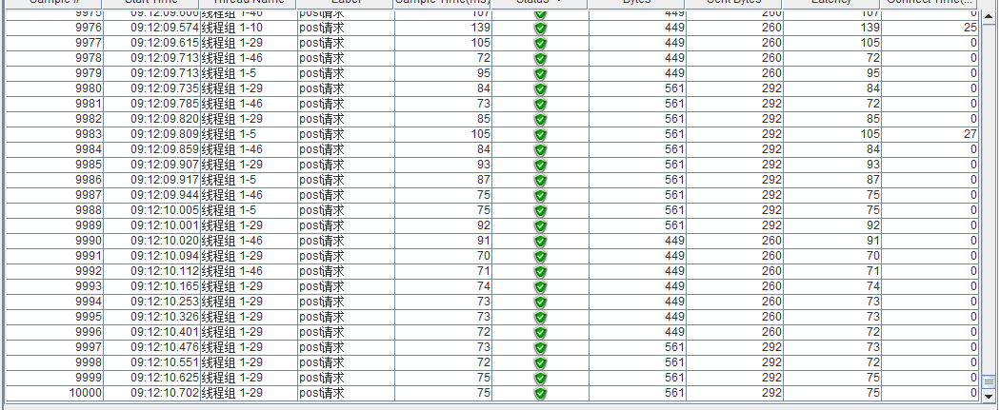 Sample # Start Time Thread Name Label Sample Time(ms) Status Bytes Sent Bytes Latency Connect Time(...
9975 09:12:09.606 线程组 1-46 post请求 107 449 260 107 0
9976 09:12:09.574 线程组 1-10 post请求 139 449 260 139 25
9977 09:12:09.615 线程组 1-29 post请求 105 449 260 105 0
9978 09:12:09.713 线程组 1-46 post请求 72 449 260 72 0
9979 09:12:09.713 线程组 1-5 post请求 95 449 260 95 0
9980 09:12:09.735 线程组 1-29 post请求 84 561 292 84 0
9981 09:12:09.785 线程组 1-46 post请求 73 561 292 72 0
9982 09:12:09.820 线程组 1-29 post请求 85 561 292 85 0
9983 09:12:09.809 线程组 1-5 post请求 105 561 292 105 27
9984 09:12:09.859 线程组 1-46 post请求 84 561 292 84 0
9985 09:12:09.907 线程组 1-29 post请求 93 561 292 93 0
9986 09:12:09.917 线程组 1-5 post请求 87 561 292 87 0
9987 09:12:09.944 线程组 1-46 post请求 75 561 292 75 0
9988 09:12:10.005 线程组 1-5 post请求 75 561 292 75 0
9989 09:12:10.001 线程组 1-29 post请求 92 561 292 92 0
9990 09:12:10.020 线程组 1-46 post请求 91 449 260 91 0
9991 09:12:10.094 线程组 1-29 post请求 70 449 260 70 0
9992 09:12:10.112 线程组 1-46 post请求 71 449 260 71 0
9993 09:12:10.165 线程组 1-29 post请求 74 449 260 74 0
9994 09:12:10.253 线程组 1-29 post请求 73 449 260 73 0
9995 09:12:10.326 线程组 1-29 post请求 73 449 260 73 0
9996 09:12:10.401 线程组 1-29 post请求 72 449 260 72 0
9997 09:12:10.476 线程组 1-29 post请求 73 561 292 73 0
9998 09:12:10.551 线程组 1-29 post请求 72 561 292 72 0
9999 09:12:10.625 线程组 1-29 post请求 75 561 292 75 0
10000 09:12:10.702 线程组 1-29 post请求 75 561 292 75 0